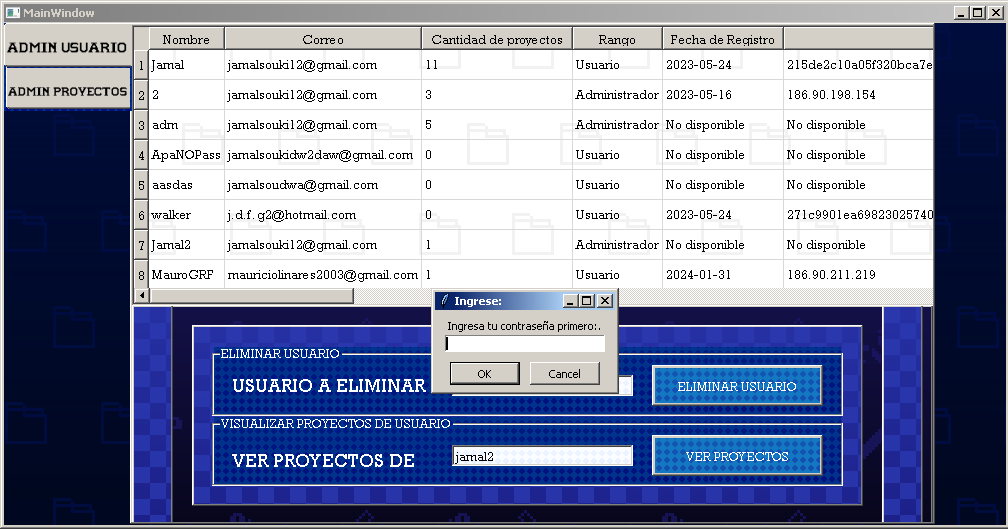 MainWindow
ADMIN USUARIO
ADMIN PROYECTOS
Nombre Correo Cantidad de proyectos Rango Fecha de Registro
1 Jamal jamalsouki12@gmail.com 11 Usuario 2023-05-24 215de2c10a05f320bca7e
2 2 jamalsouki12@gmail.com 3 Administrador 2023-05-16 186.90.198.154
3 adm jamalsouki12@gmail.com 5 Administrador No disponible No disponible
4 ApaNOPass jamalsoukidw2daw@gmail.com 0 Usuario No disponible No disponible
5 aasdas jamalsoudwa@gmail.com 0 Usuario No disponible No disponible
6 walker j.d.f.g2@hotmail.com 0 Usuario 2023-05-24 271c9901ea69823025740
7 Jamal2 jamalsouki12@gmail.com 1 Administrador No disponible No disponible
8 MauroGRF mauriciolinares2003@gmail.com 1 Usuario 2024-01-31 186.90.211.219
Ingrese:
Ingresa tu contraseña primero:.
OK Cancel
ELIMINAR USUARIO
USUARIO A ELIMINAR
ELIMINAR USUARIO
VISUALIZAR PROYECTOS DE USUARIO
VER PROYECTOS DE jamal2 VER PROYECTOS